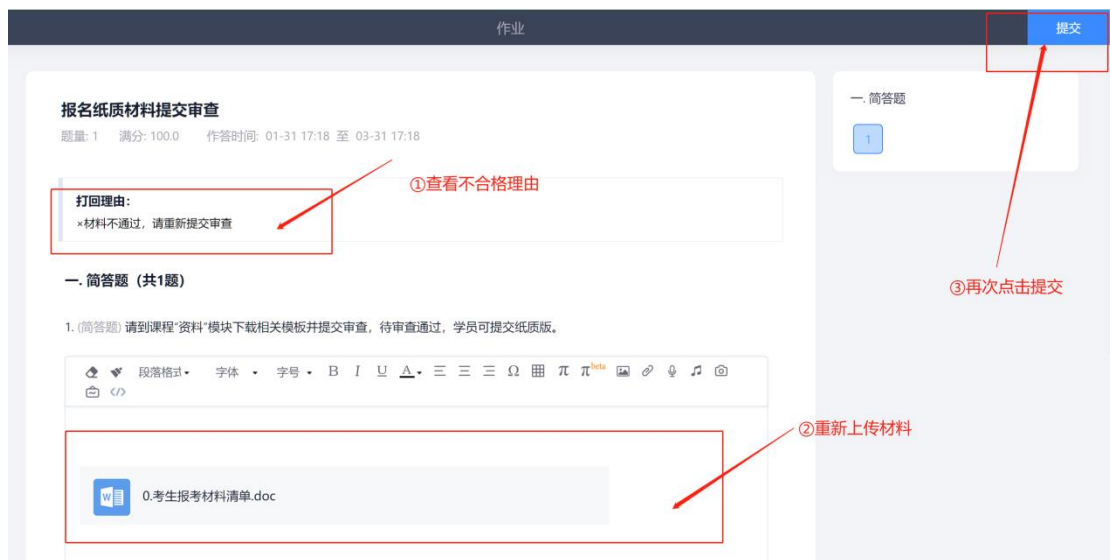 作业
提交
报名纸质材料提交审查
题量: 1 满分: 100.0 作答时间: 01-31 17:18 至 03-31 17:18
一. 简答题
1
①查看不合格理由
打回理由：
×材料不通过，请重新提交审查
③再次点击提交
一. 简答题（共1题）
1. (简答题) 请到课程“资料”模块下载相关模板并提交审查，待审查通过，学员可提交纸质版。
段落格式 字体 字号 B I U A Ω π π beta
</>
②重新上传材料
W
0.考生报考材料清单.doc